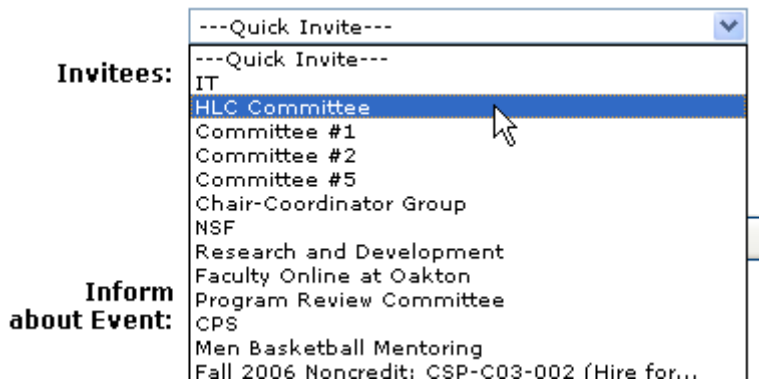 ---Quick Invite---
Invitees:
---Quick Invite---
IT
HLC Committee
Committee #1
Committee #2
Committee #5
Chair-Coordinator Group
NSF
Research and Development
Faculty Online at Oakton
Inform
about Event:
Program Review Committee
CPS
Men Basketball Mentoring
Fall 2006 Noncredit: CSP-C03-002 (Hire for...